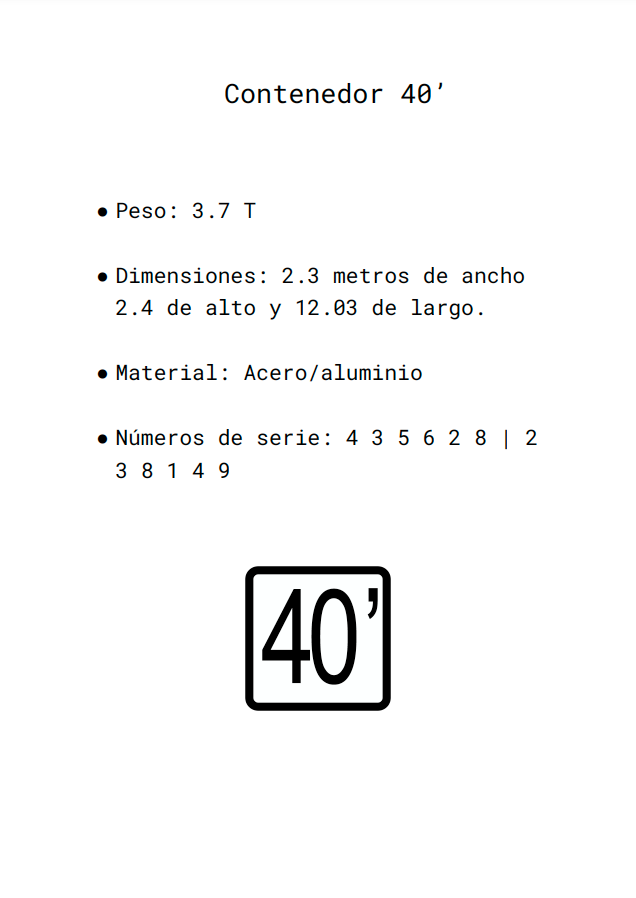 Contenedor 40’
● Peso: 3.7 T
● Dimensiones: 2.3 metros de ancho
2.4 de alto y 12.03 de largo.
● Material: Acero/aluminio
● Números de serie: 4 3 5 6 2 8 | 2
3 8 1 4 9
40’